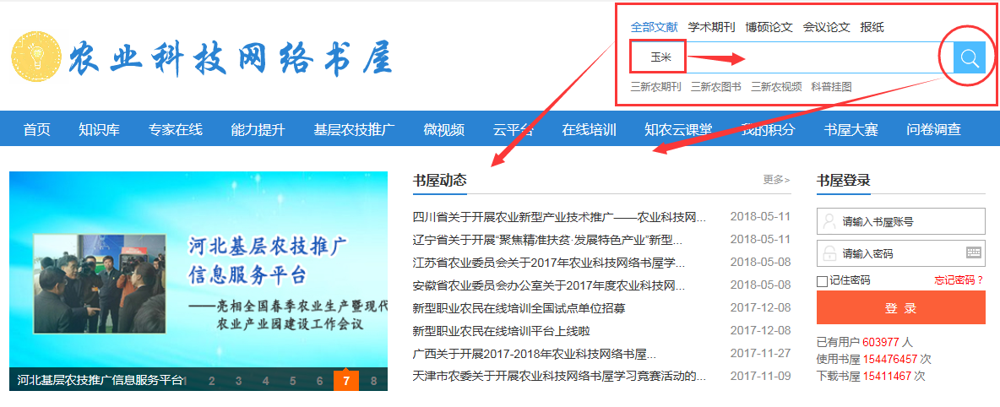 农业科技网络书屋
全部文献 学术期刊 博硕论文 会议论文 报纸
玉米
三新农期刊 三新农图书 三新农视频 科普挂图
首页 知识库 专家在线 能力提升 基层农技推广 微视频 云平台 在线培训 知农云课堂 我的积分 书屋大赛 问卷调查
河北基层农技推广
信息服务平台
——亮相全国春季农业生产暨现代
农业产业园建设工作会议
河北基层农技推广信息服务平台 1 2 3 4 5 6 7 8
书屋动态 更多>
四川省关于开展农业新型产业技术推广——农业科技网... 2018-05-11
辽宁省关于开展“聚焦精准扶贫·发展特色产业”新型... 2018-05-11
江苏省农业委员会关于2017年农业科技网络书屋学... 2018-05-08
安徽省农业委员会办公室关于2017年度农业科技网... 2018-05-08
新型职业农民在线培训全国试点单位招募 2017-12-08
新型职业农民在线培训平台上线啦 2017-12-08
广西关于开展2017-2018年农业科技网络书屋... 2017-11-27
天津市农委关于开展农业科技网络书屋学习竞赛活动的... 2017-11-09
书屋登录
请输入书屋账号
请输入密码
记住密码 忘记密码？
登 录
已有用户 603977 人
使用书屋 154476457 次
下载书屋 15411467 次